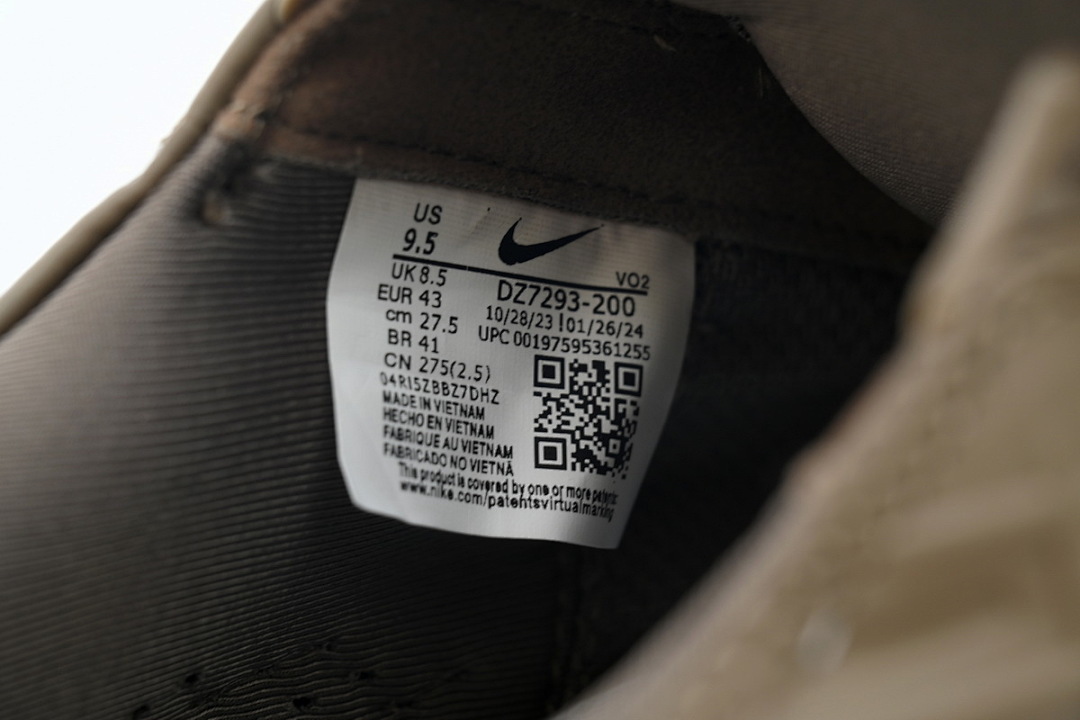 US
9.5
UK 8.5
VO2
EUR 43
DZ7293-200
cm 27.5
10/28/23 | 01/26/24
BR 41
UPC 00197595361255
CN 275(2.5)
04RISZBBZ7DHZ
MADE IN VIETNAM
HECHO EN VIETNAM
FABRIQUE AU VIETNAM
FABRICADO NO VIETNÃ
This product is covered by one or more patents
www.nike.com/patentsvirtualmarking